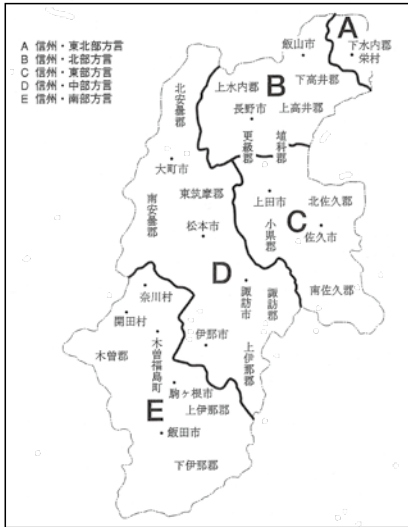 A 信州・東北部方言
B 信州・北部方言
C 信州・東部方言
D 信州・中部方言
E 信州・南部方言
A
飯山市
下水内郡
栄村
北安曇郡
上水内郡
B
下高井郡
長野市
上高井郡
更級郡
埴科郡
大町市
南安曇郡
東筑摩郡
上田市
北佐久郡
松本市
小県郡
C
佐久市
D
奈川村
諏訪市
諏訪郡
南佐久郡
開田村
伊那市
木曽郡
木曽福島町
上伊那郡
駒ヶ根市
E
上伊那郡
飯田市
下伊那郡